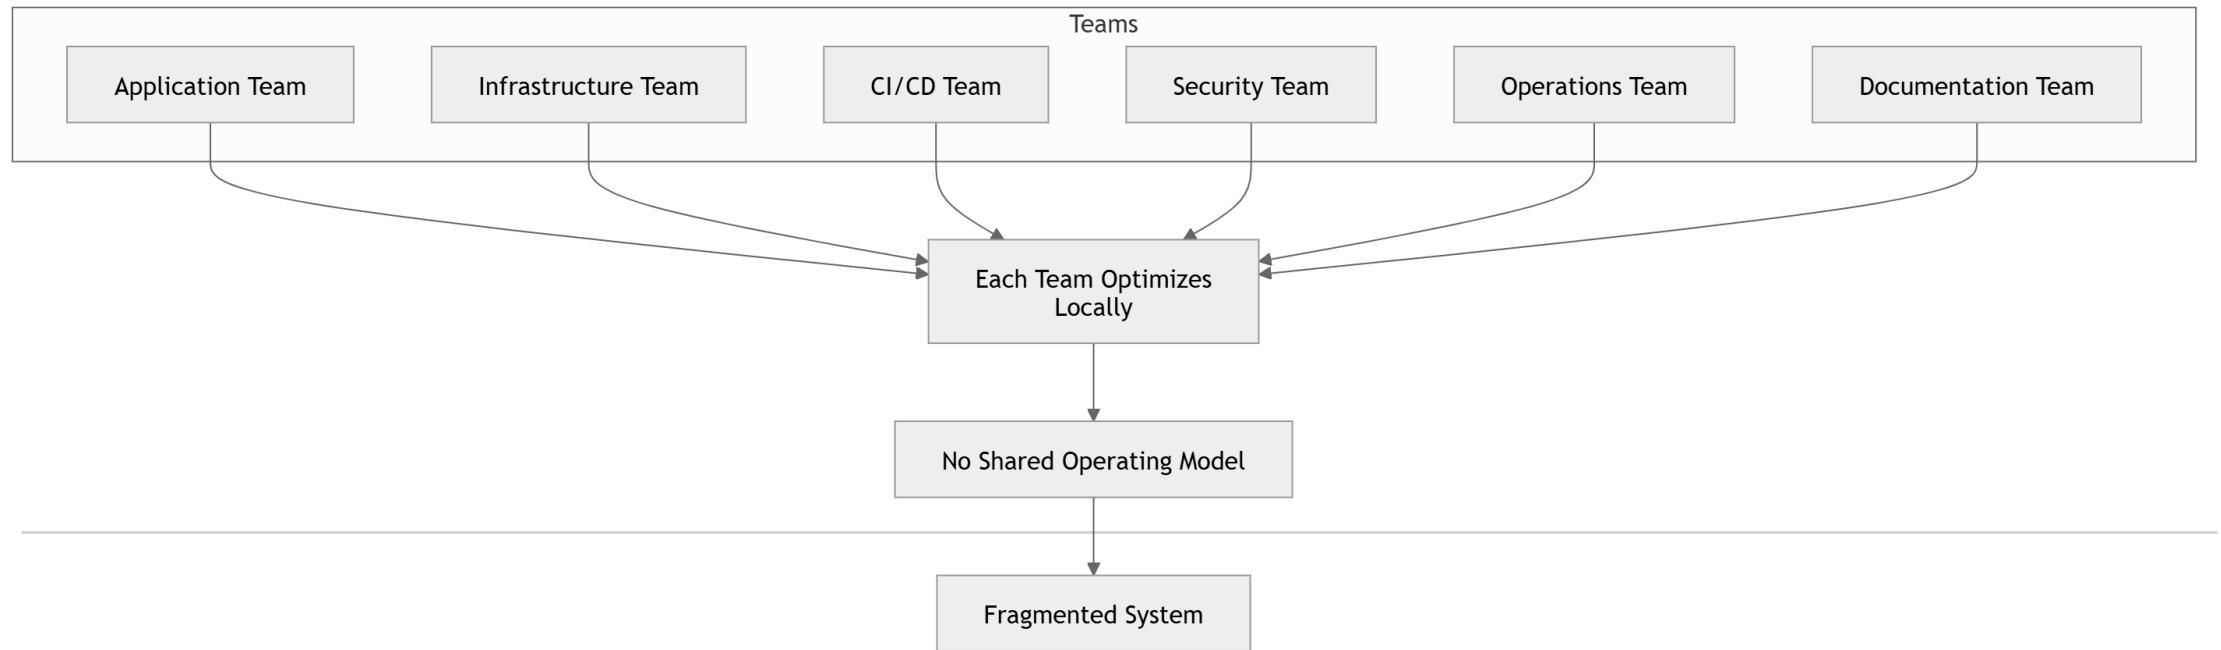 Teams
Application Team
Infrastructure Team
CI/CD Team
Security Team
Operations Team
Documentation Team
Each Team Optimizes
Locally
No Shared Operating Model
Fragmented System